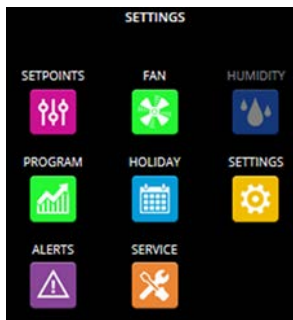 SETTINGS
SETPOINTS FAN HUMIDITY
PROGRAM HOLIDAY SETTINGS
ALERTS SERVICE